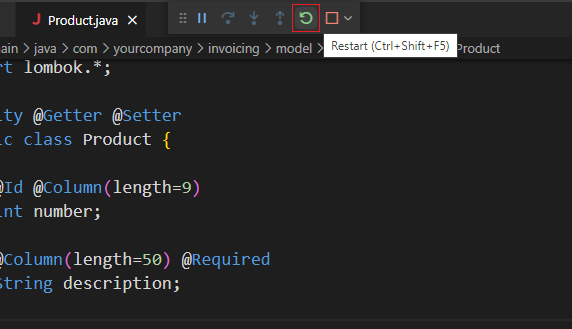 J Product.java ×
ain > java > com > yourcompany > invoicing > model > Product
Restart (Ctrl+Shift+F5)
rt lombok.*;
ity @Getter @Setter
ic class Product {
@Id @Column(length=9)
int number;
@Column(length=50) @Required
String description;